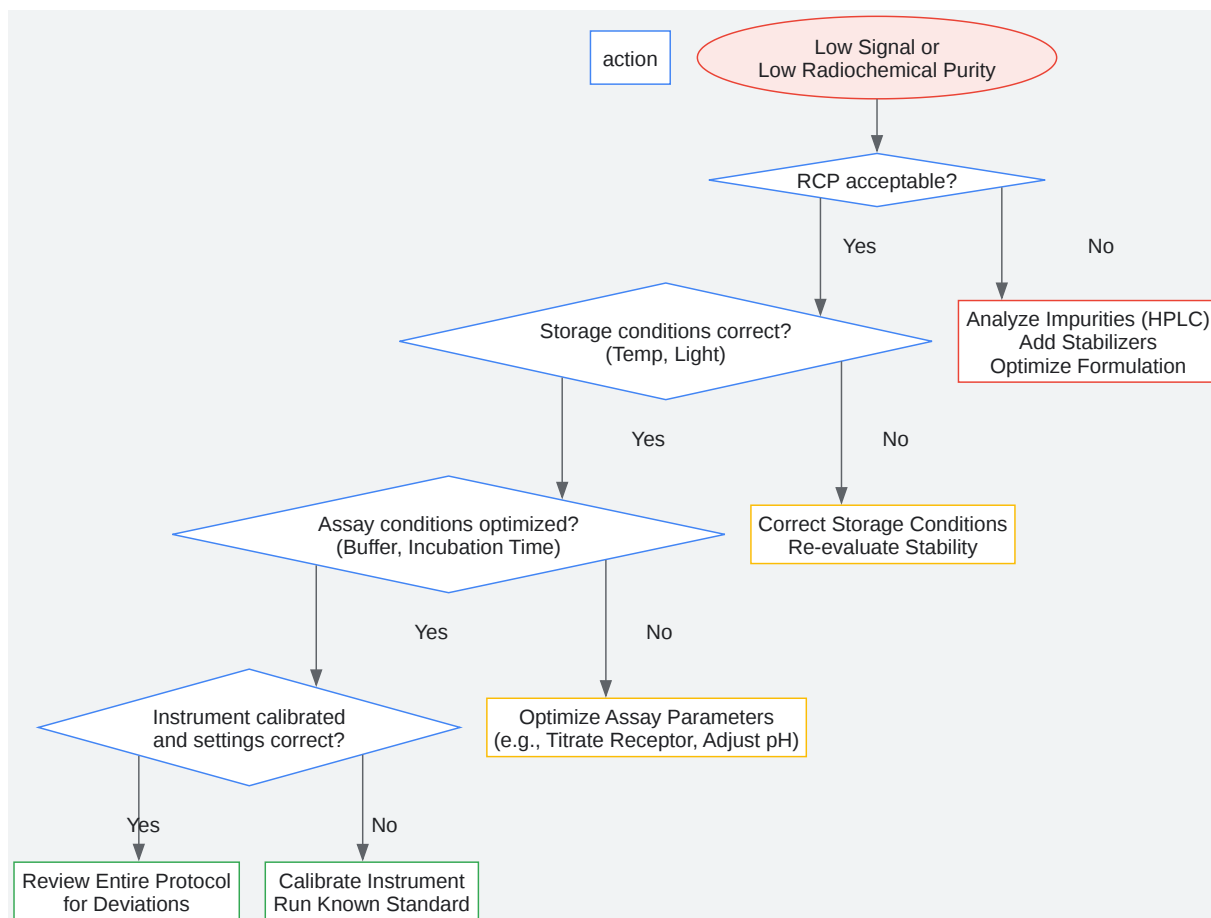 action
Low Signal or
Low Radiochemical Purity
RCP acceptable?
Yes
No
Storage conditions correct?
(Temp, Light)
Analyze Impurities (HPLC)
Add Stabilizers
Optimize Formulation
Yes
No
Assay conditions optimized?
(Buffer, Incubation Time)
Correct Storage Conditions
Re-evaluate Stability
Yes
No
Instrument calibrated
and settings correct?
Optimize Assay Parameters
(e.g., Titrate Receptor, Adjust pH)
Yes
No
Review Entire Protocol
for Deviations
Calibrate Instrument
Run Known Standard